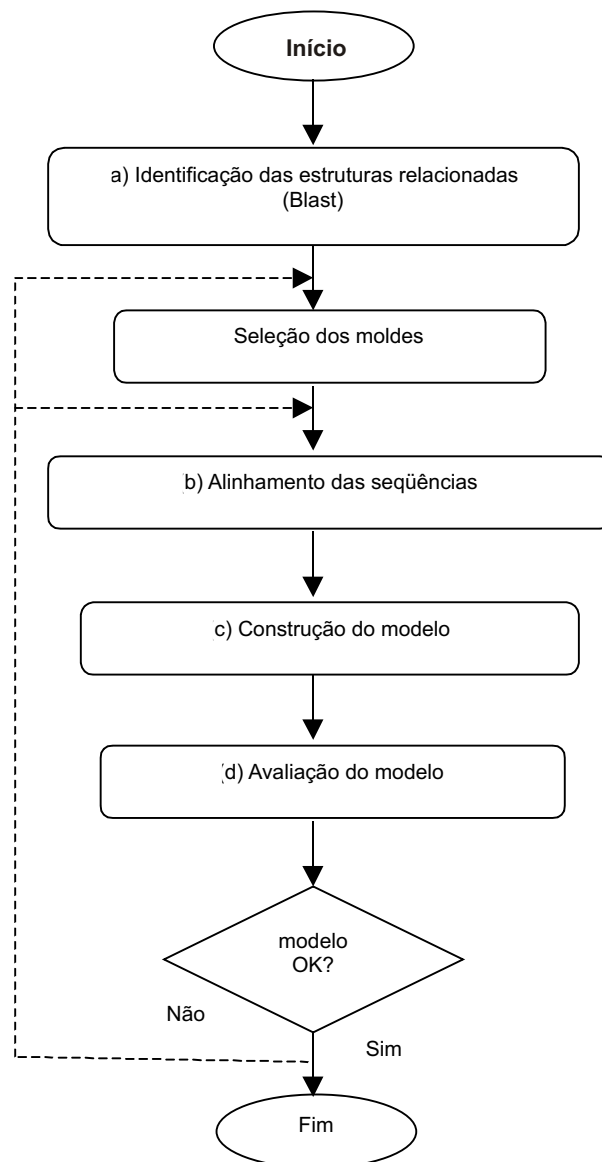 Início
a) Identificação das estruturas relacionadas
(Blast)
Seleção dos moldes
b) Alinhamento das seqüências
c) Construção do modelo
(d) Avaliação do modelo
modelo
OK?
Não
Sim
Fim